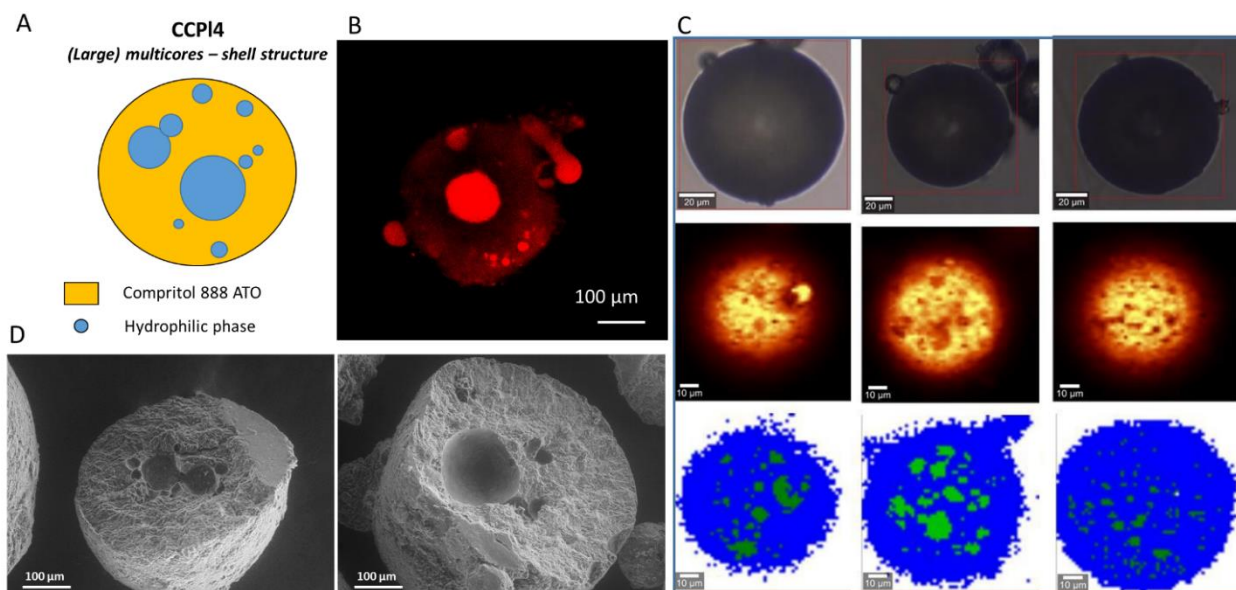 A
CCPl4
(Large) multicores – shell structure
Compritol 888 ATO
Hydrophilic phase
B
100 µm
C
20 µm
20 µm
20 µm
10 µm
10 µm
10 µm
10 µm
10 µm
10 µm
D
100 µm
100 µm